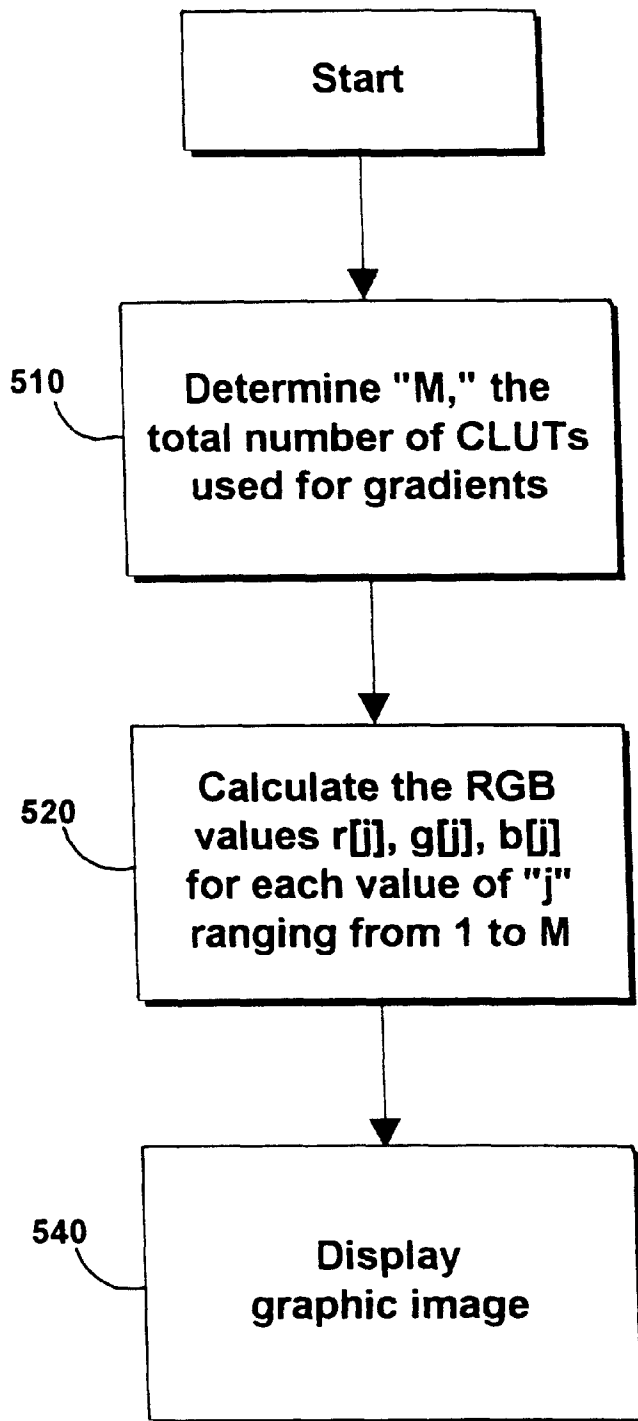 Start
510
Determine "M," the
total number of CLUTs
used for gradients
520
Calculate the RGB
values r[j], g[j], b[j]
for each value of "j"
ranging from 1 to M
540
Display
graphic image